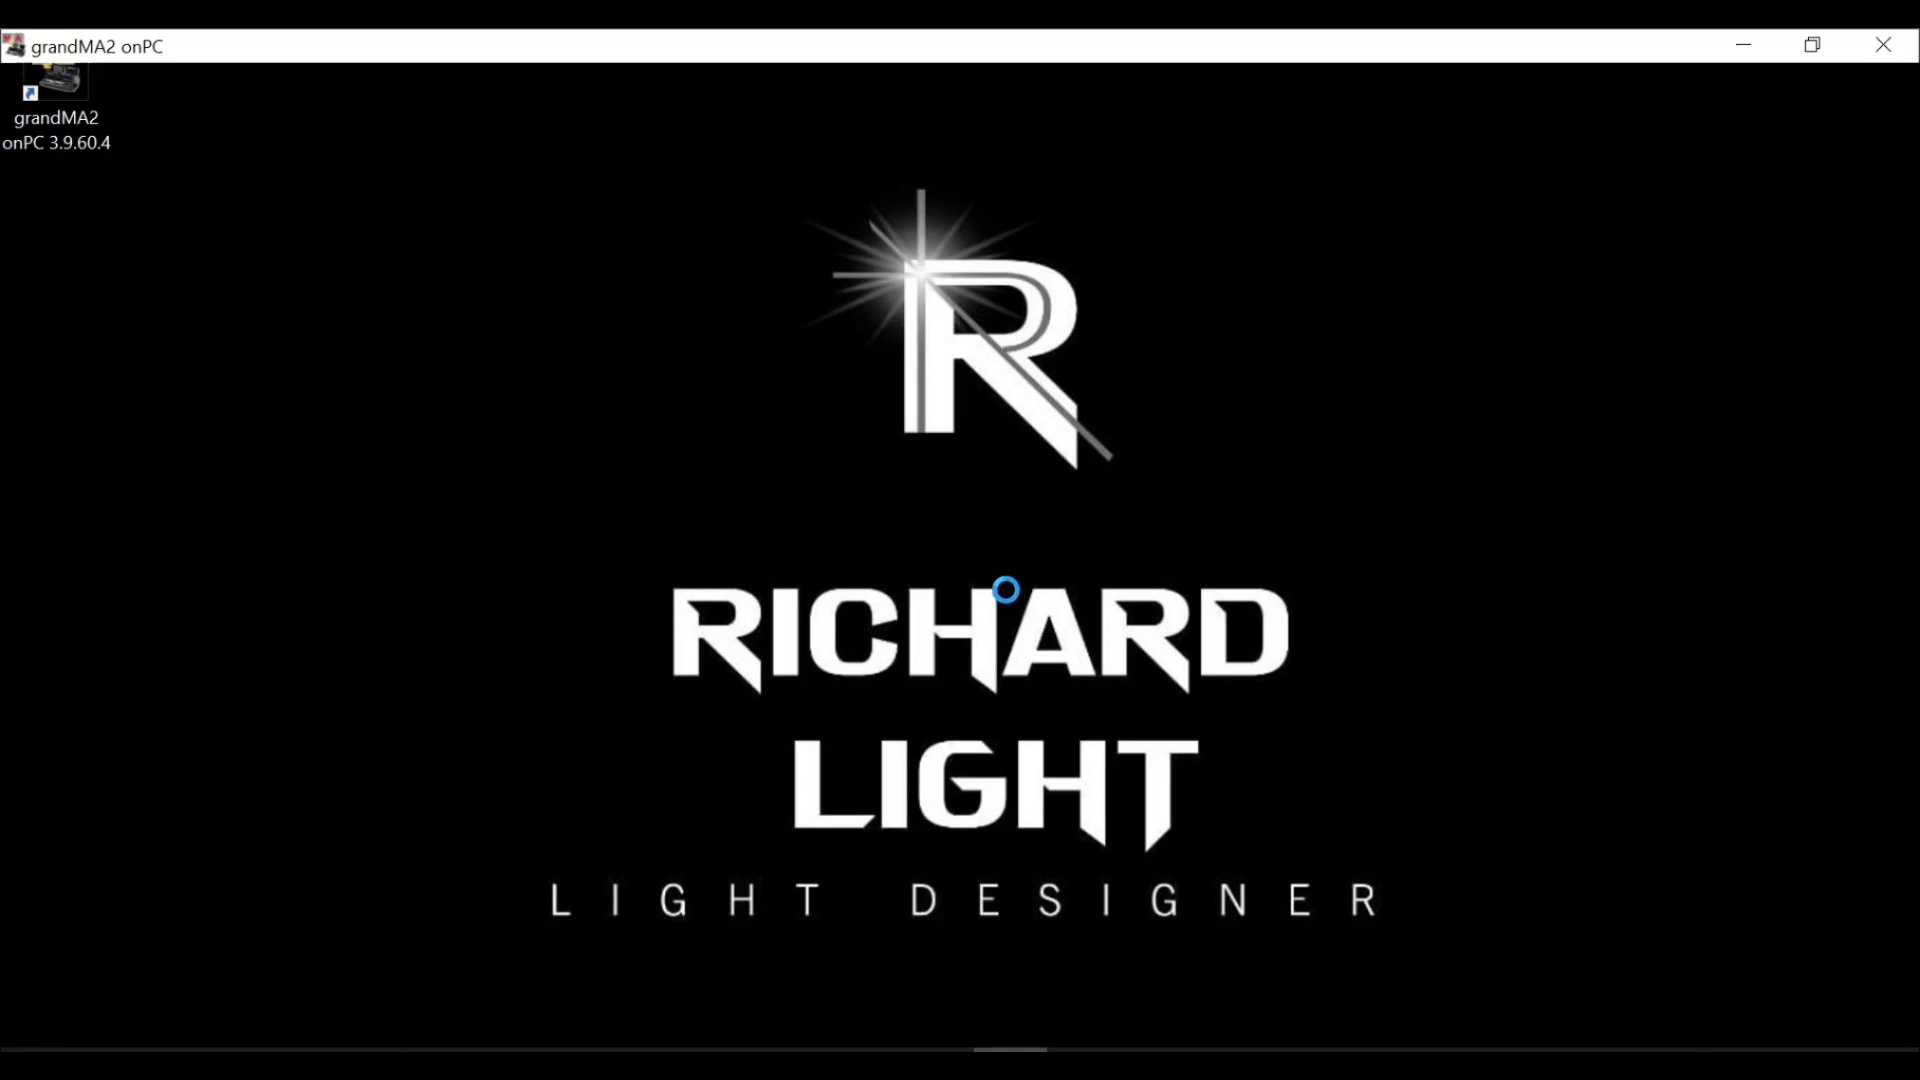 grandMA2 onPC
grandMA2
onPC 3.9.60.4
R
RICHARD
LIGHT
LIGHT DESIGNER